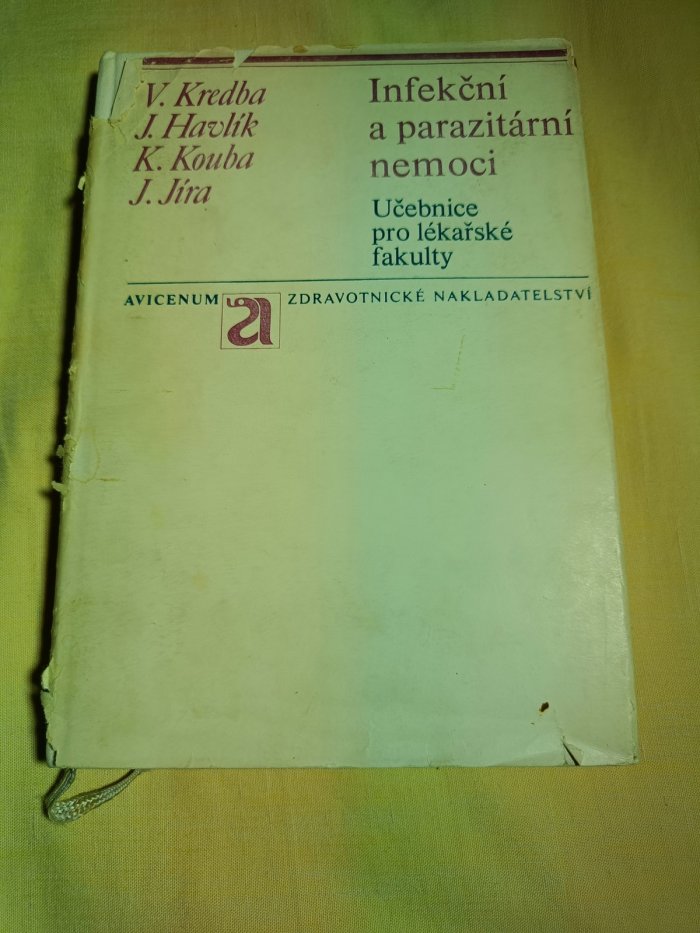 V. Kredba
J. Havlík
K. Kouba
J. Jíra
Infekční
a parazitární
nemoci
Učebnice
pro lékařské
fakulty
AVICENUM a ZDRAVOTNICKÉ NAKLADATELSTVÍ